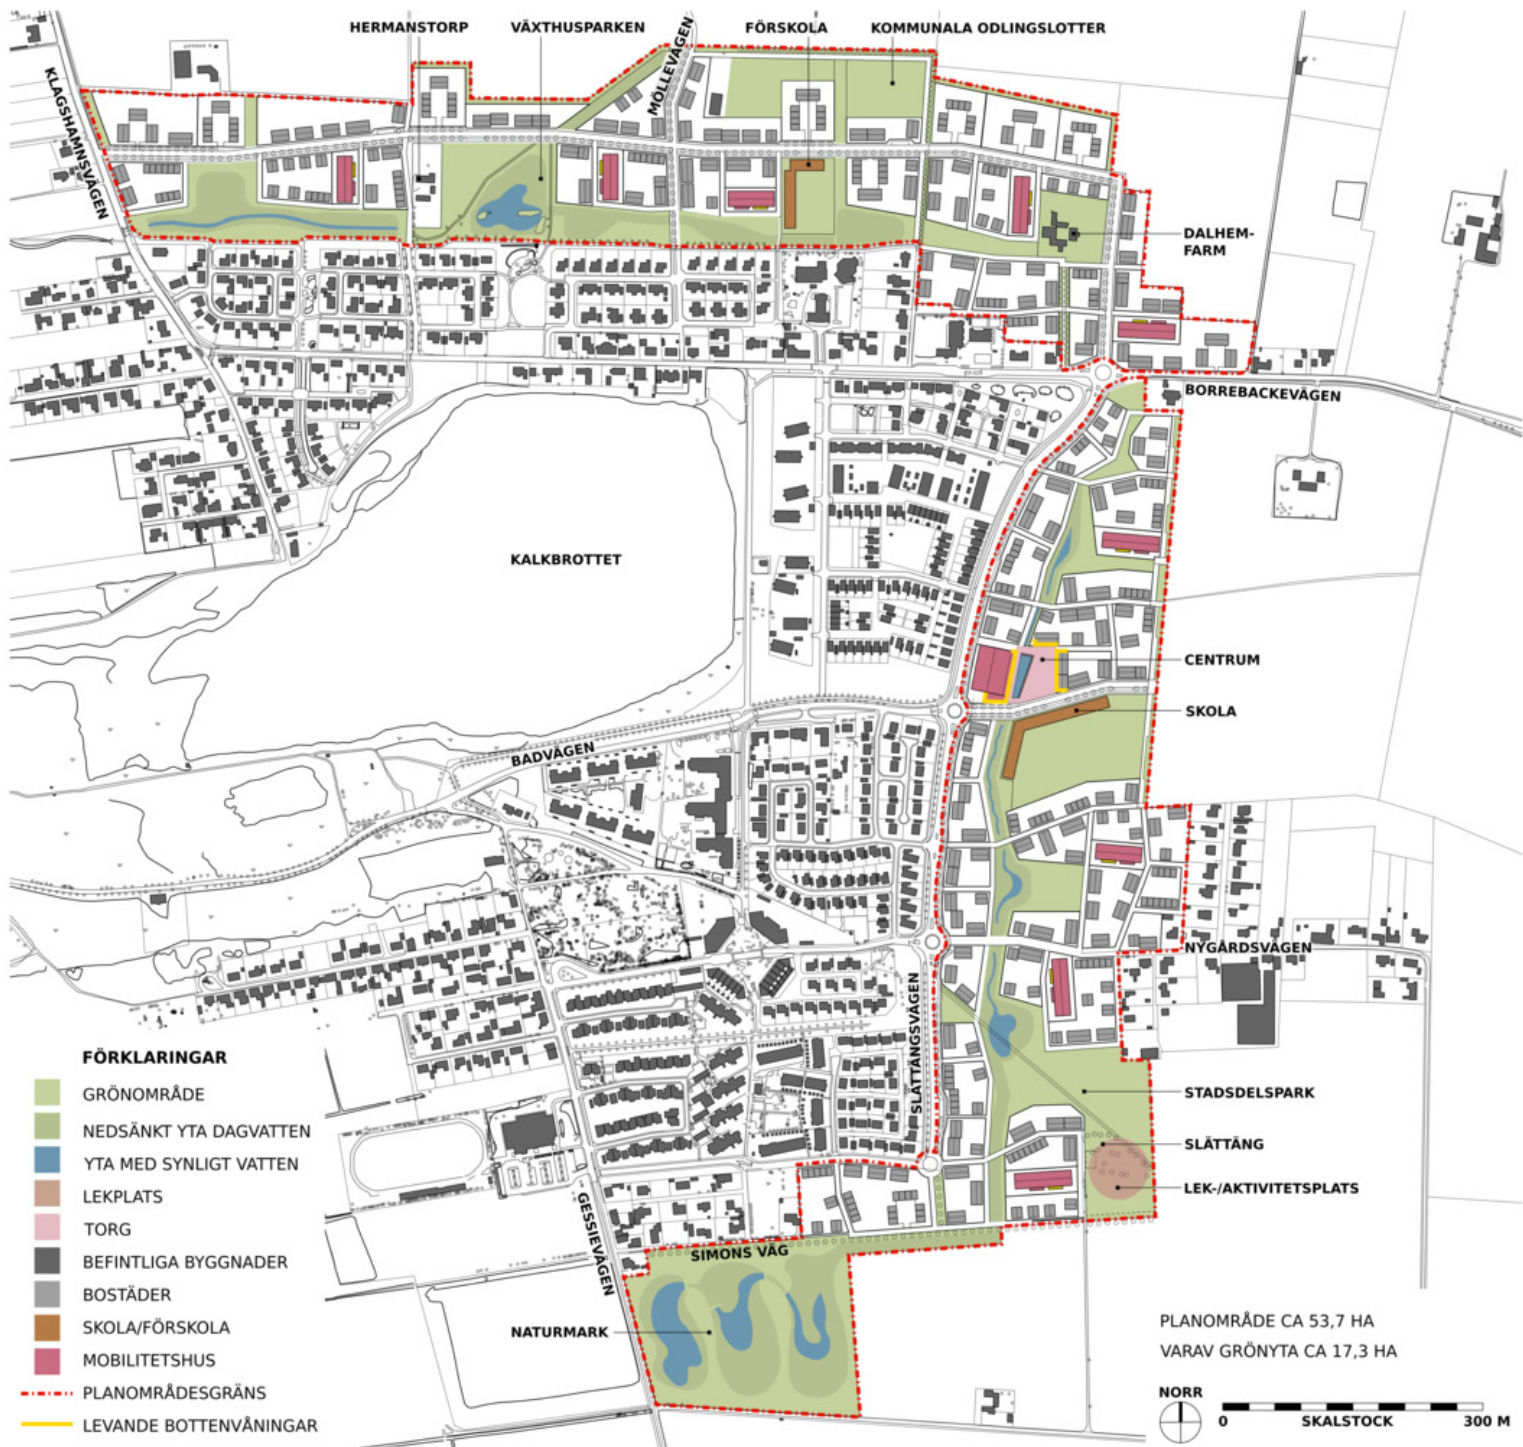 HERMANSTORP
VÄXTHUSPARKEN
MÖLLEVÄGEN
FÖRSKOLA
KOMMUNALA ODLINGSLOTTER
KLAGSHAMNSVÄGEN
DALHEM-
FARM
BORREBACKEVÄGEN
KALKBROTTET
CENTRUM
SKOLA
BADVÄGEN
NYGÅRDSVÄGEN
SLÄTTÄNGSVÄGEN
STADSDELSPARK
SLÄTTÄNG
LEK-/AKTIVITETSPLATS
GESSIEVÄGEN
SIMONS VÄG
NATURMARK
FÖRKLARINGAR
GRÖNOMRÅDE
NEDSÄNKT YTA DAGVATTEN
YTA MED SYNLIGT VATTEN
LEKPLATS
TORG
BEFINTLIGA BYGGNADER
BOSTÄDER
SKOLA/FÖRSKOLA
MOBILITETSHUS
PLANOMRÅDESGRÄNS
LEVANDE BOTTENVÅNINGAR
PLANOMRÅDE CA 53,7 HA
VARAV GRÖNYTA CA 17,3 HA
NORR
0 SKALSTOCK 300 M